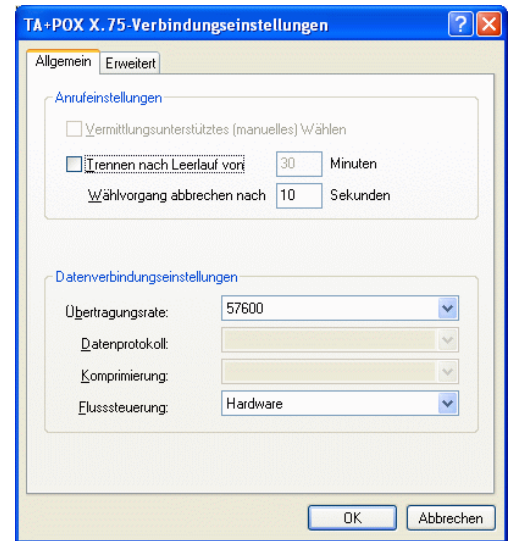 TA+POX X.75-Verbindungseinstellungen
Allgemein Erweitert
Anrufeinstellungen
Vermittlungsunterstütztes (manuelles) Wählen
Trennen nach Leerlauf von 30 Minuten
Wählvorgang abbrechen nach 10 Sekunden
Datenverbindungseinstellungen
Übertragungsrate: 57600
Datenprotokoll:
Komprimierung:
Flusssteuerung: Hardware
OK Abbrechen